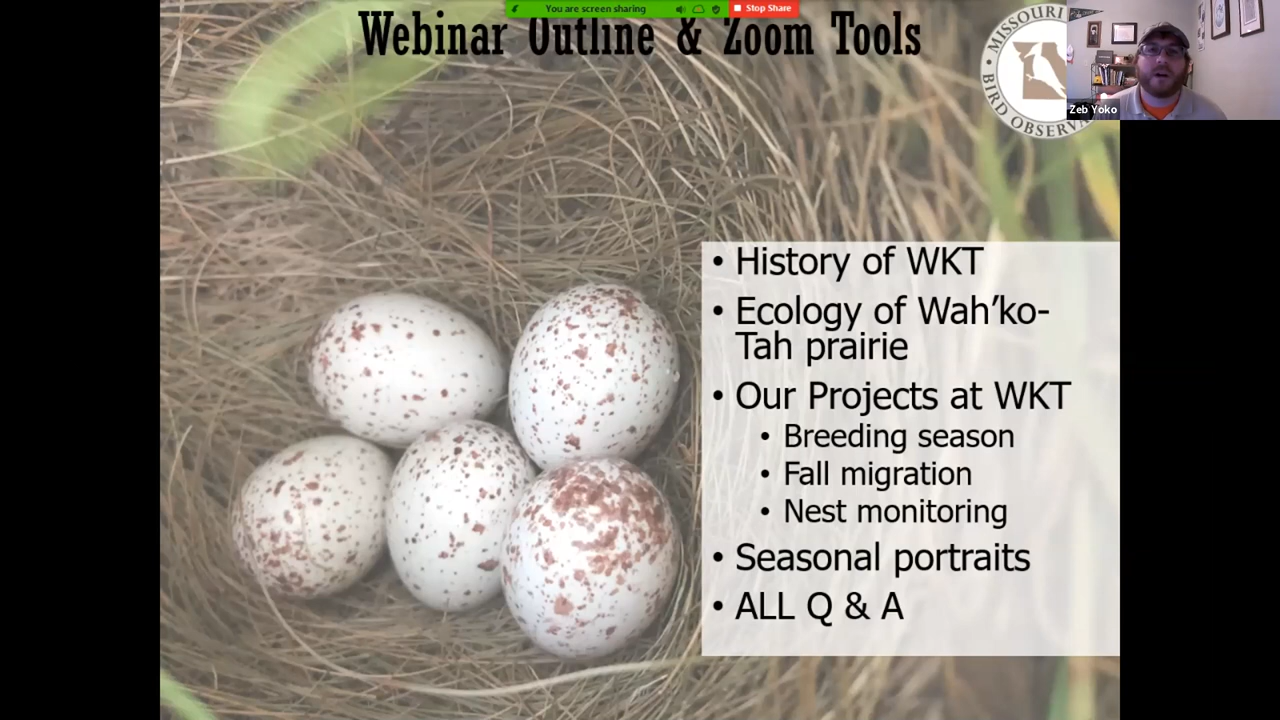 You are screen sharing
Stop Share
Webinar Outline & Zoom Tools
MISSOURI
BIRD
Zeb Yoko
• History of WKT
• Ecology of Wah’ko-
Tah prairie
• Our Projects at WKT
• Breeding season
• Fall migration
• Nest monitoring
• Seasonal portraits
• ALL Q & A